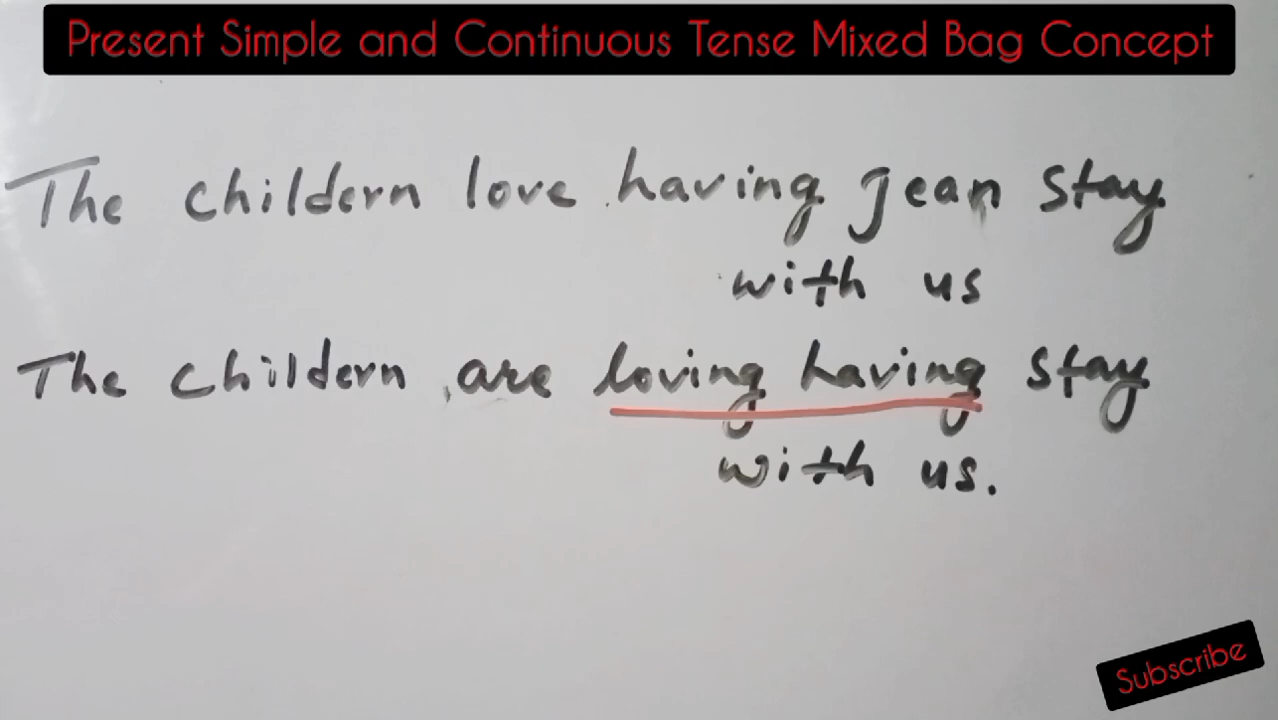 Present Simple and Continuous Tense Mixed Bag Concept
The childern love having Jean stay
with us
The childern are loving having stay
with us.
Subscribe